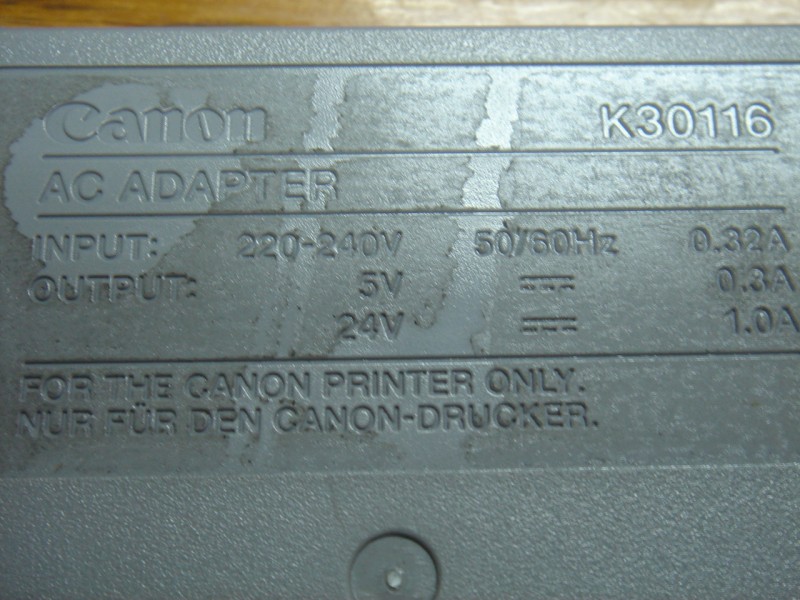 Canon K30116
AC ADAPTER
INPUT: 220-240V 50/60Hz 0.32A
OUTPUT: 5V ⎓ 0.3A
24V ⎓ 1.0A
FOR THE CANON PRINTER ONLY.
NUR FÜR DEN CANON-DRUCKER.